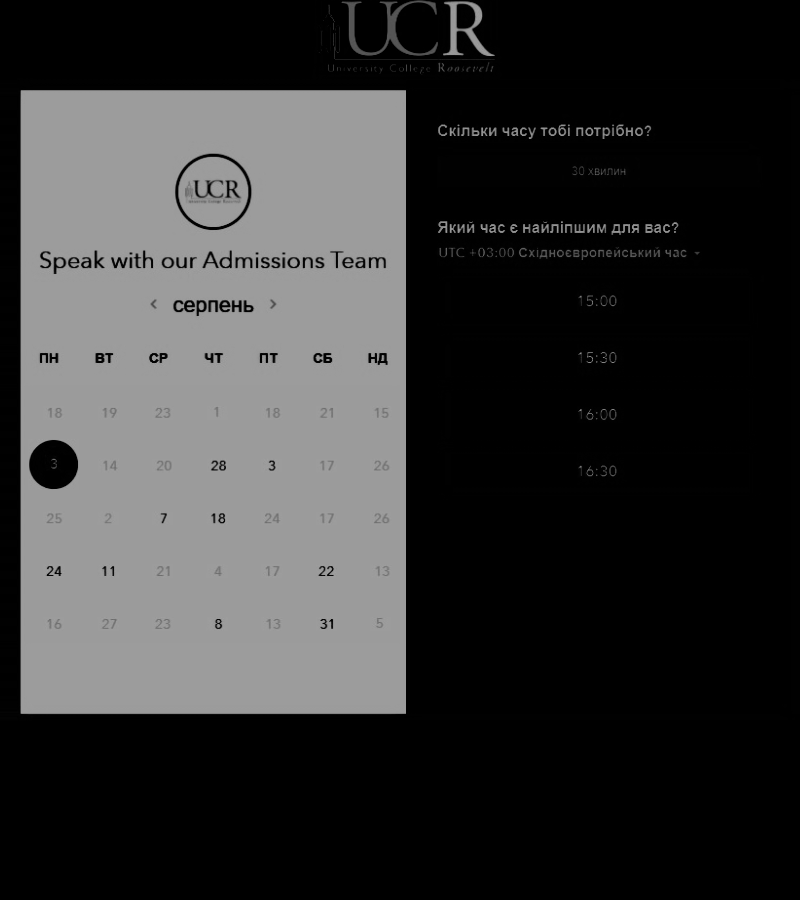 UCR
University College Roosevelt
UCR
University College Roosevelt
Speak with our Admissions Team
серпень
ПН ВТ СР ЧТ ПТ СБ НД
18 19 23 1 18 21 15
3 14 20 28 3 17 26
25 2 7 18 24 17 26
24 11 21 4 17 22 13
16 27 23 8 13 31 5
Скільки часу тобі потрібно?
30 хвилин
Який час є найліпшим для вас?
UTC +03:00 Східноєвропейський час
15:00
15:30
16:00
16:30